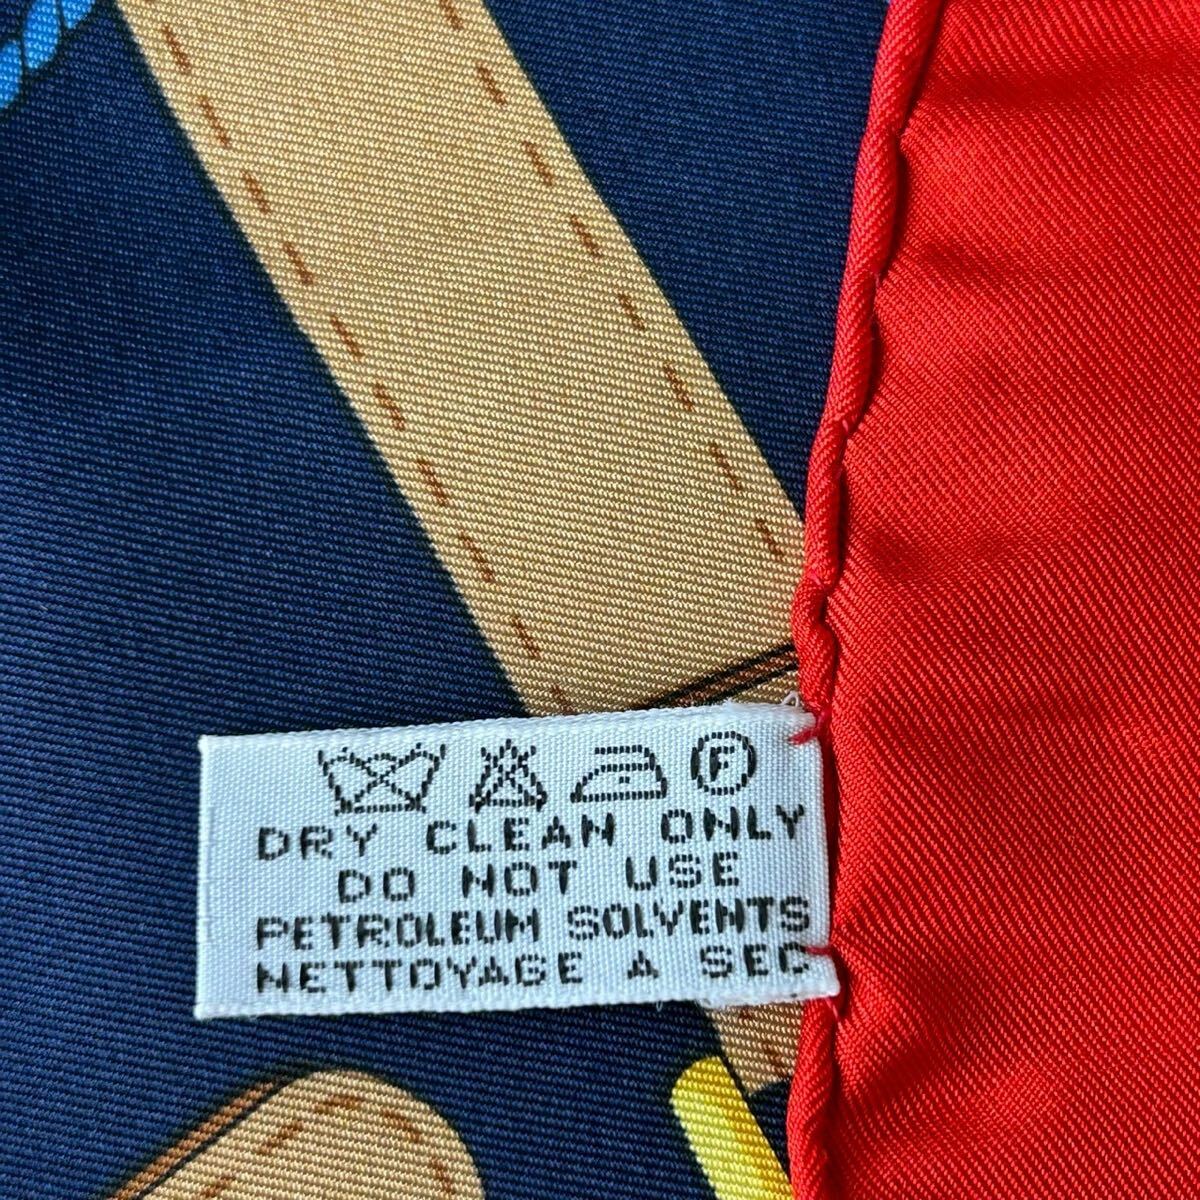 F
DRY CLEAN ONLY
DO NOT USE
PETROLEUM SOLVENTS
NETTOYAGE A SEC